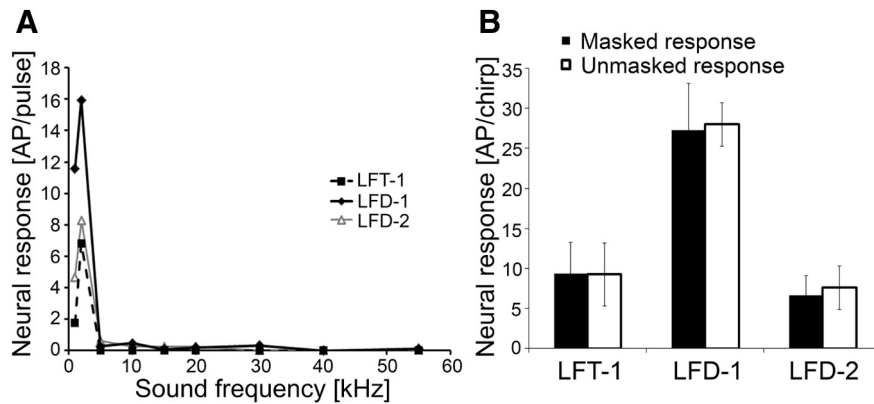 A
Neural response [AP/pulse]
18
16
14
12
10
8
6
4
2
0
0 10 20 30 40 50 60
Sound frequency [kHz]
LFT-1
LFD-1
LFD-2
B
Masked response
Unmasked response
Neural response [AP/chirp]
35
30
25
20
15
10
5
0
LFT-1 LFD-1 LFD-2